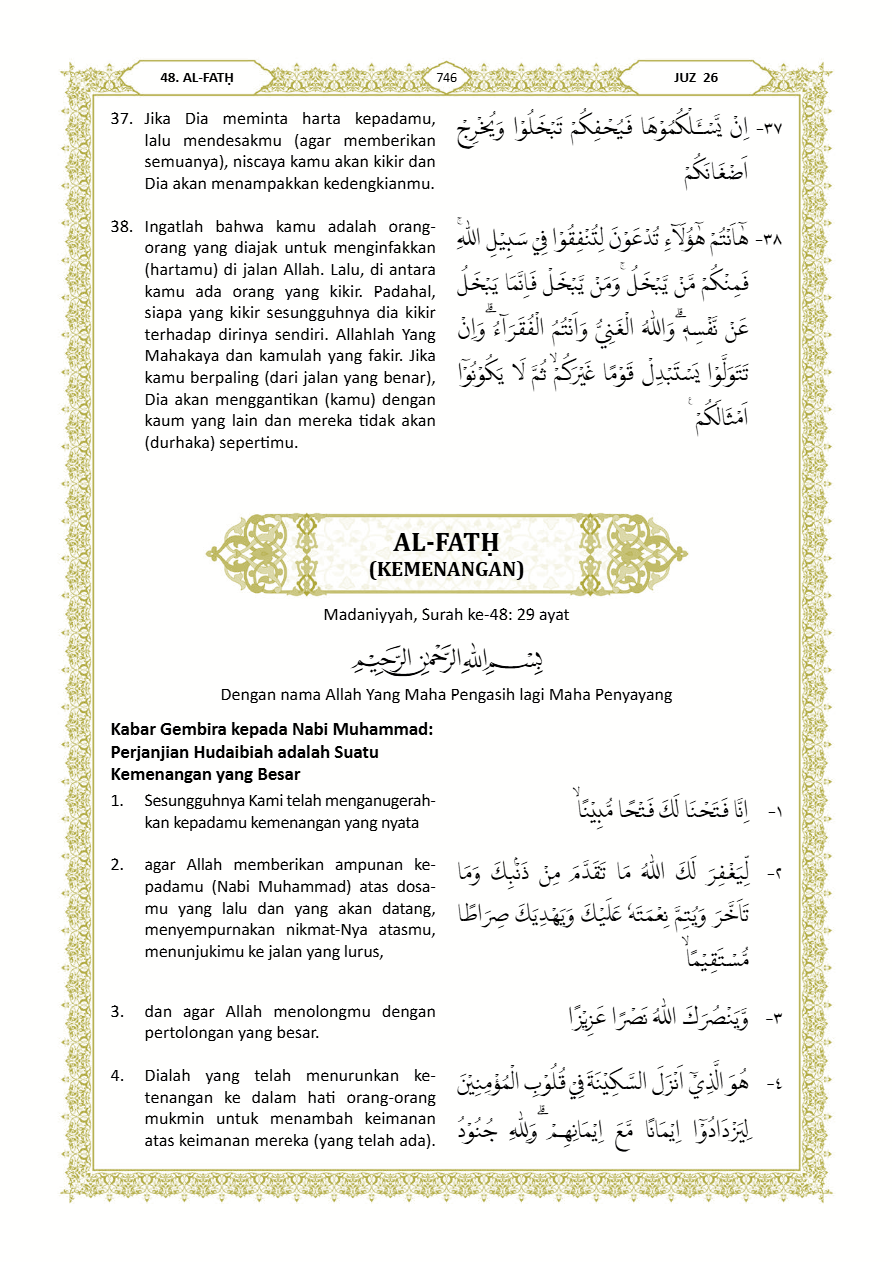 48. AL-FATḤ
746
JUZ 26
37. Jika Dia meminta harta kepadamu,
lalu mendesakmu (agar memberikan
semuanya), niscaya kamu akan kikir dan
Dia akan menampakkan kedengkianmu.
٣٧- اِنْ يَّسْـَٔلْكُمُوْهَا فَيُحْفِكُمْ تَبْخَلُوْا وَيُخْرِجْ
اَضْغَانَكُمْ
38. Ingatlah bahwa kamu adalah orang-
orang yang diajak untuk menginfakkan
(hartamu) di jalan Allah. Lalu, di antara
kamu ada orang yang kikir. Padahal,
siapa yang kikir sesungguhnya dia kikir
terhadap dirinya sendiri. Allahlah Yang
Mahakaya dan kamulah yang fakir. Jika
kamu berpaling (dari jalan yang benar),
Dia akan menggantikan (kamu) dengan
kaum yang lain dan mereka tidak akan
(durhaka) sepertimu.
٣٨- هٰٓاَنْتُمْ هٰٓؤُلَاۤءِ تُدْعَوْنَ لِتُنْفِقُوْا فِيْ سَبِيْلِ اللّٰهِ ۚ
فَمِنْكُمْ مَّنْ يَّبْخَلُ ۚ وَمَنْ يَّبْخَلْ فَاِنَّمَا يَبْخَلُ
عَنْ نَّفْسِهٖ ۗ وَاللّٰهُ الْغَنِيُّ وَاَنْتُمُ الْفُقَرَاۤءُ ۗ وَاِنْ
تَتَوَلَّوْا يَسْتَبْدِلْ قَوْمًا غَيْرَكُمْ ۙ ثُمَّ لَا يَكُوْنُوْٓا
اَمْثَالَكُمْ ۚ
AL-FATḤ
(KEMENANGAN)
Madaniyyah, Surah ke-48: 29 ayat
بِسْمِ اللّٰهِ الرَّحْمٰنِ الرَّحِيْمِ
Dengan nama Allah Yang Maha Pengasih lagi Maha Penyayang
Kabar Gembira kepada Nabi Muhammad:
Perjanjian Hudaibiah adalah Suatu
Kemenangan yang Besar
1. Sesungguhnya Kami telah menganugerah-
kan kepadamu kemenangan yang nyata
١- اِنَّا فَتَحْنَا لَكَ فَتْحًا مُّبِيْنًاۙ
2. agar Allah memberikan ampunan ke-
padamu (Nabi Muhammad) atas dosa-
mu yang lalu dan yang akan datang,
menyempurnakan nikmat-Nya atasmu,
menunjukimu ke jalan yang lurus,
٢- لِّيَغْفِرَ لَكَ اللّٰهُ مَا تَقَدَّمَ مِنْ ذَنْۢبِكَ وَمَا
تَاَخَّرَ وَيُتِمَّ نِعْمَتَهٗ عَلَيْكَ وَيَهْدِيَكَ صِرَاطًا
مُّسْتَقِيْمًاۙ
3. dan agar Allah menolongmu dengan
pertolongan yang besar.
٣- وَّيَنْصُرَكَ اللّٰهُ نَصْرًا عَزِيْزًا
4. Dialah yang telah menurunkan ke-
tenangan ke dalam hati orang-orang
mukmin untuk menambah keimanan
atas keimanan mereka (yang telah ada).
٤- هُوَ الَّذِيْٓ اَنْزَلَ السَّكِيْنَةَ فِيْ قُلُوْبِ الْمُؤْمِنِيْنَ
لِيَزْدَادُوْٓا اِيْمَانًا مَّعَ اِيْمَانِهِمْ ۗ وَلِلّٰهِ جُنُوْدُ